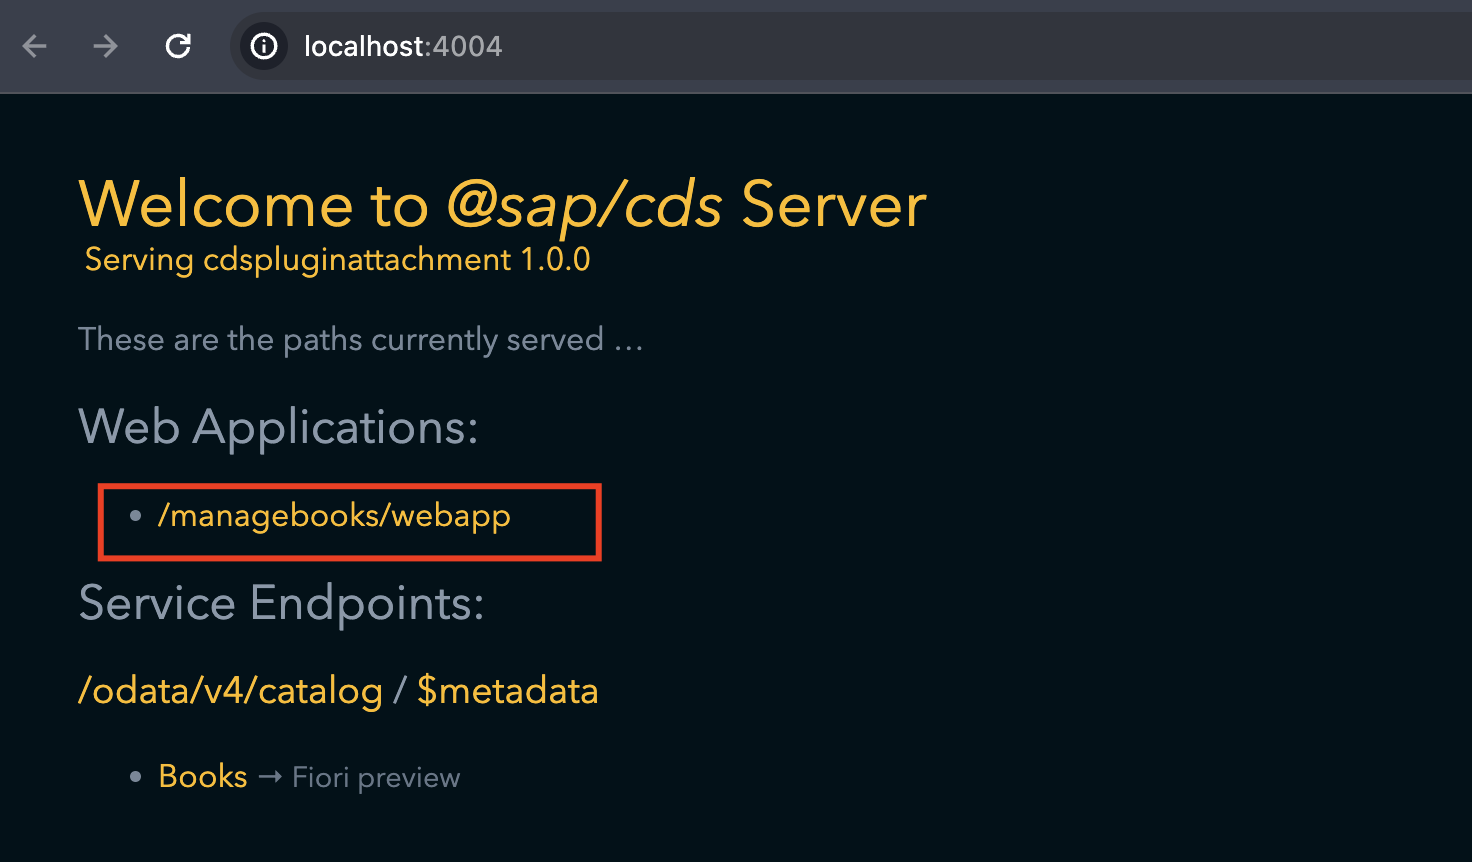 localhost:4004
Welcome to @sap/cds Server
Serving cdspluginattachment 1.0.0
These are the paths currently served …
Web Applications:
• /managebooks/webapp
Service Endpoints:
/odata/v4/catalog / $metadata
• Books → Fiori preview